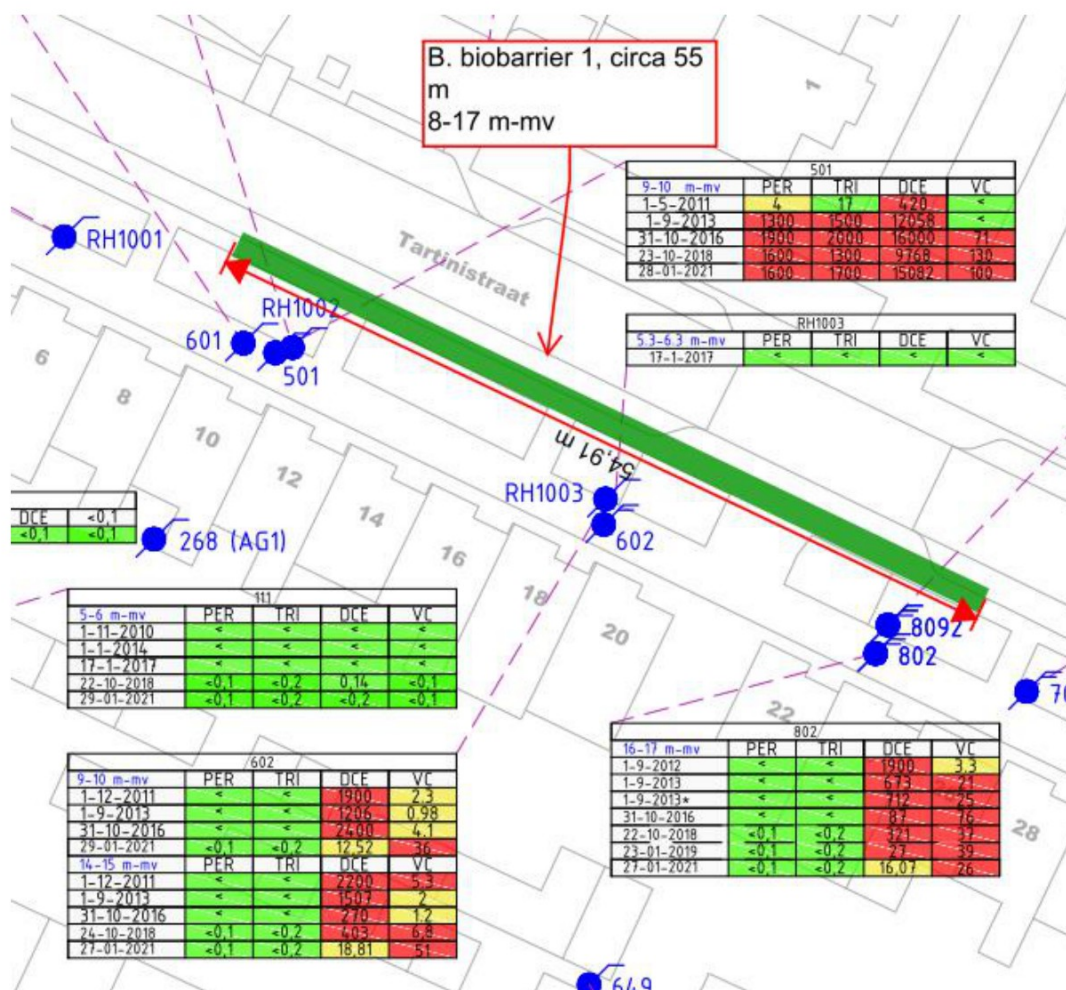 B. biobarrier 1, circa 55
m
8-17 m-mv
1
501
9-10 m-mv PER TRI DCE VC
1-5-2011 4 17 420 <
1-9-2013 1300 1500 12058 <
31-10-2016 1900 2000 16000 71
23-10-2018 1600 1300 9768 130
28-01-2021 1600 1700 15082 100
RH1001
Tartinistraat
RH1002
601
501
RH1003
5.3-6.3 m-mv PER TRI DCE VC
17-1-2017 < < < <
6
8
10
12
14
16
18
20
22
28
54,91 m
RH1003
602
DCE <0,1
<0,1 <0,1
268 (AG1)
8092
802
70
111
5-6 m-mv PER TRI DCE VC
1-11-2010 < < < <
1-1-2014 < < < <
17-1-2017 < < < <
22-10-2018 <0,1 <0,2 0,14 <0,1
29-01-2021 <0,1 <0,2 <0,2 <0,1
602
9-10 m-mv PER TRI DCE VC
1-12-2011 < < 1900 2.3
1-9-2013 < < 1206 0.98
31-10-2016 < < 2400 4.1
29-01-2021 <0,1 <0,2 12,52 36
14-15 m-mv PER TRI DCE VC
1-12-2011 < < 2200 5.3
1-9-2013 < < 1507 2
31-10-2016 < < 270 1.2
24-10-2018 <0,1 <0,2 403 6,8
27-01-2021 <0,1 <0,2 18,81 51
802
16-17 m-mv PER TRI DCE VC
1-9-2012 < < 1900 3.3
1-9-2013 < < 673 21
1-9-2013* < < 712 25
31-10-2016 < < 87 76
22-10-2018 <0,1 <0,2 321 37
23-01-2019 <0,1 <0,2 27 39
27-01-2021 <0,1 <0,2 16,07 26
649